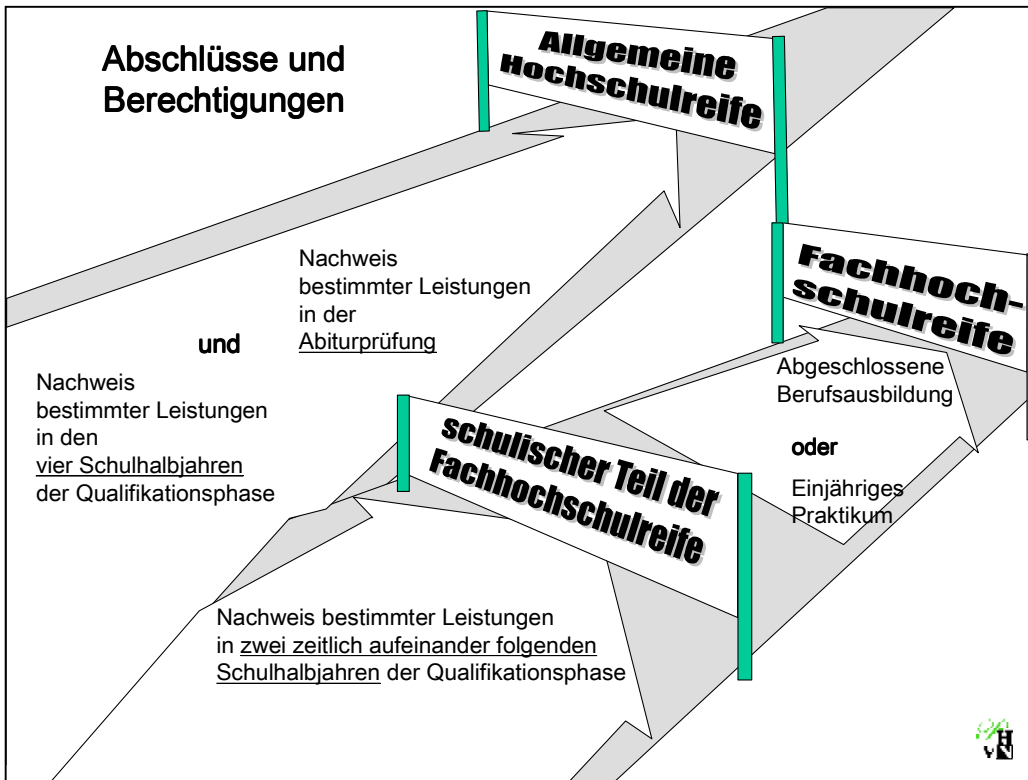 Abschlüsse und
Berechtigungen
Allgemeine
Hochschulreife
Nachweis
bestimmter Leistungen
in der
Abiturprüfung
und
Nachweis
bestimmter Leistungen
in den
vier Schulhalbjahren
der Qualifikationsphase
Fachhoch-
schulreife
Abgeschlossene
Berufsausbildung
oder
Einjähriges
Praktikum
schulischer Teil der
Fachhochschulreife
Nachweis bestimmter Leistungen
in zwei zeitlich aufeinander folgenden
Schulhalbjahren der Qualifikationsphase